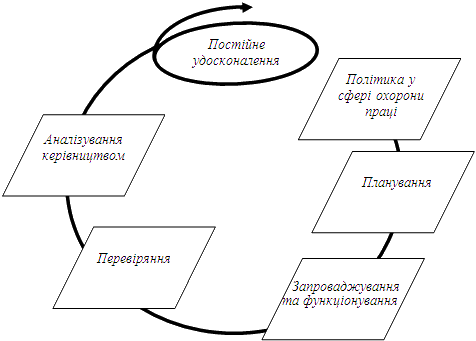 Постійне
удосконалення
Політика у
сфері охорони
праці
Планування
Запроваджування
та функціонування
Перевіряння
Аналізування
керівництвом